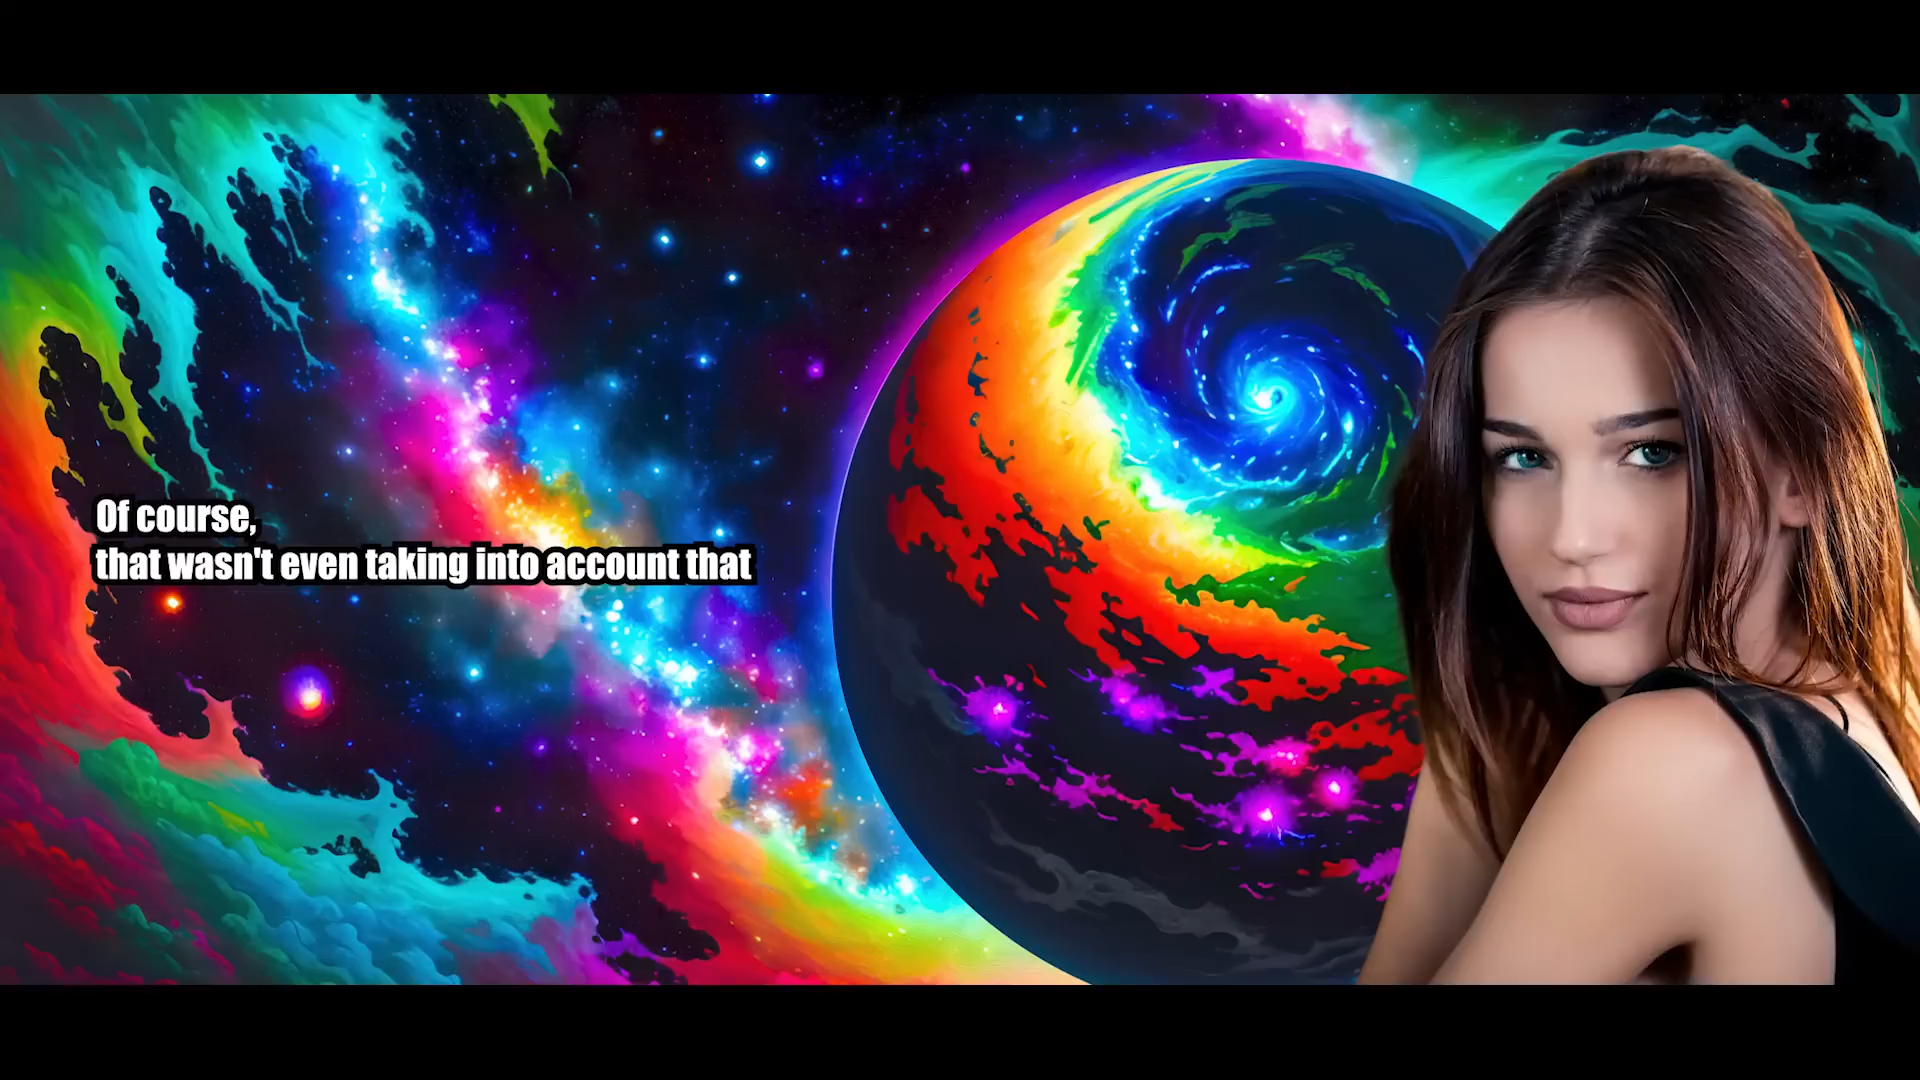 Of course,
that wasn't even taking into account that